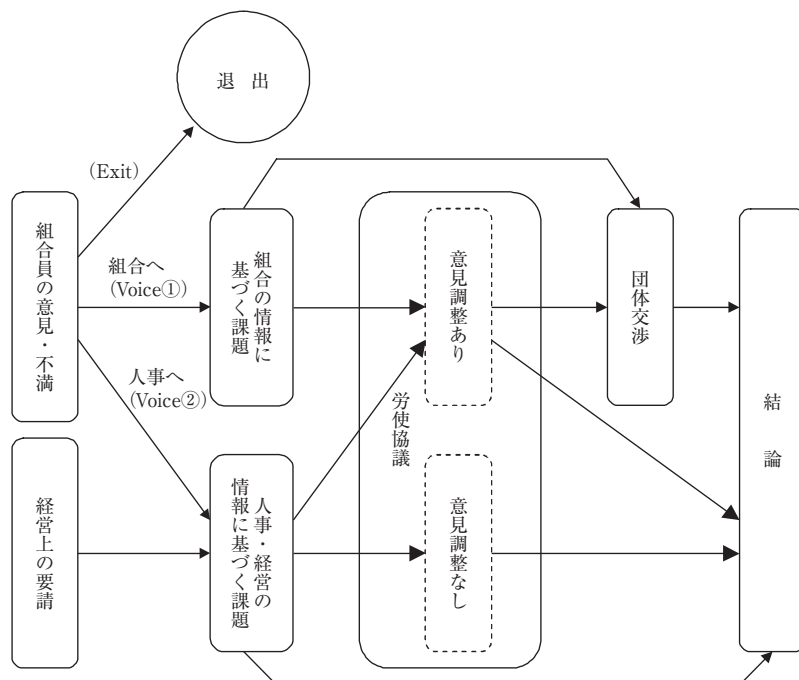 退 出
(Exit)
組合員の意見・不満
組合へ
(Voice①)
人事へ
(Voice②)
組合の情報に
基づく課題
意見調整あり
団体交渉
結 論
労使協議
経営上の要請
人事・経営の
情報に基づく課題
意見調整なし